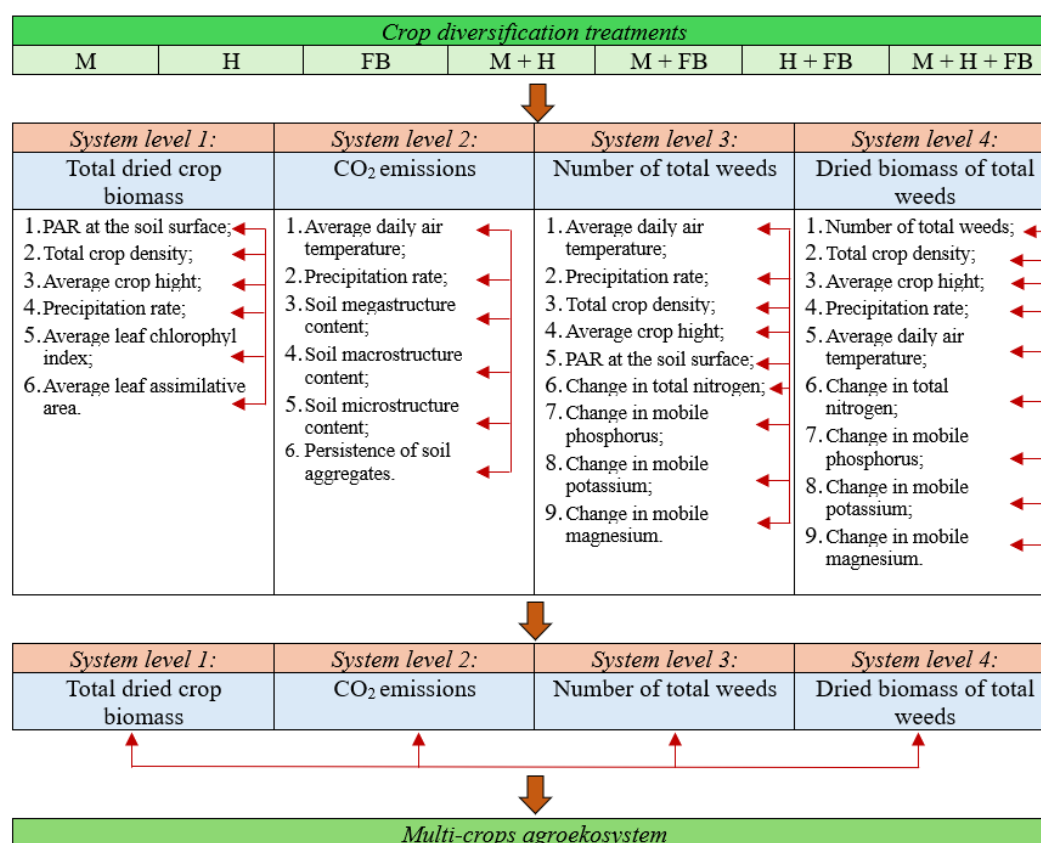 Crop diversification treatments
M H FB M + H M + FB H + FB M + H + FB
System level 1:
Total dried crop
biomass
1. PAR at the soil surface;
2. Total crop density;
3. Average crop hight;
4. Precipitation rate;
5. Average leaf chlorophyl
index;
6. Average leaf assimilative
area.
System level 2:
CO₂ emissions
1. Average daily air
temperature;
2. Precipitation rate;
3. Soil megastructure
content;
4. Soil macrostructure
content;
5. Soil microstructure
content;
6. Persistence of soil
aggregates.
System level 3:
Number of total weeds
1. Average daily air
temperature;
2. Precipitation rate;
3. Total crop density;
4. Average crop hight;
5. PAR at the soil surface;
6. Change in total nitrogen;
7. Change in mobile
phosphorus;
8. Change in mobile
potassium;
9. Change in mobile
magnesium.
System level 4:
Dried biomass of total
weeds
1. Number of total weeds;
2. Total crop density;
3. Average crop hight;
4. Precipitation rate;
5. Average daily air
temperature;
6. Change in total
nitrogen;
7. Change in mobile
phosphorus;
8. Change in mobile
potassium;
9. Change in mobile
magnesium.
System level 1:
Total dried crop
biomass
System level 2:
CO₂ emissions
System level 3:
Number of total weeds
System level 4:
Dried biomass of total
weeds
Multi-crops agroekosystem